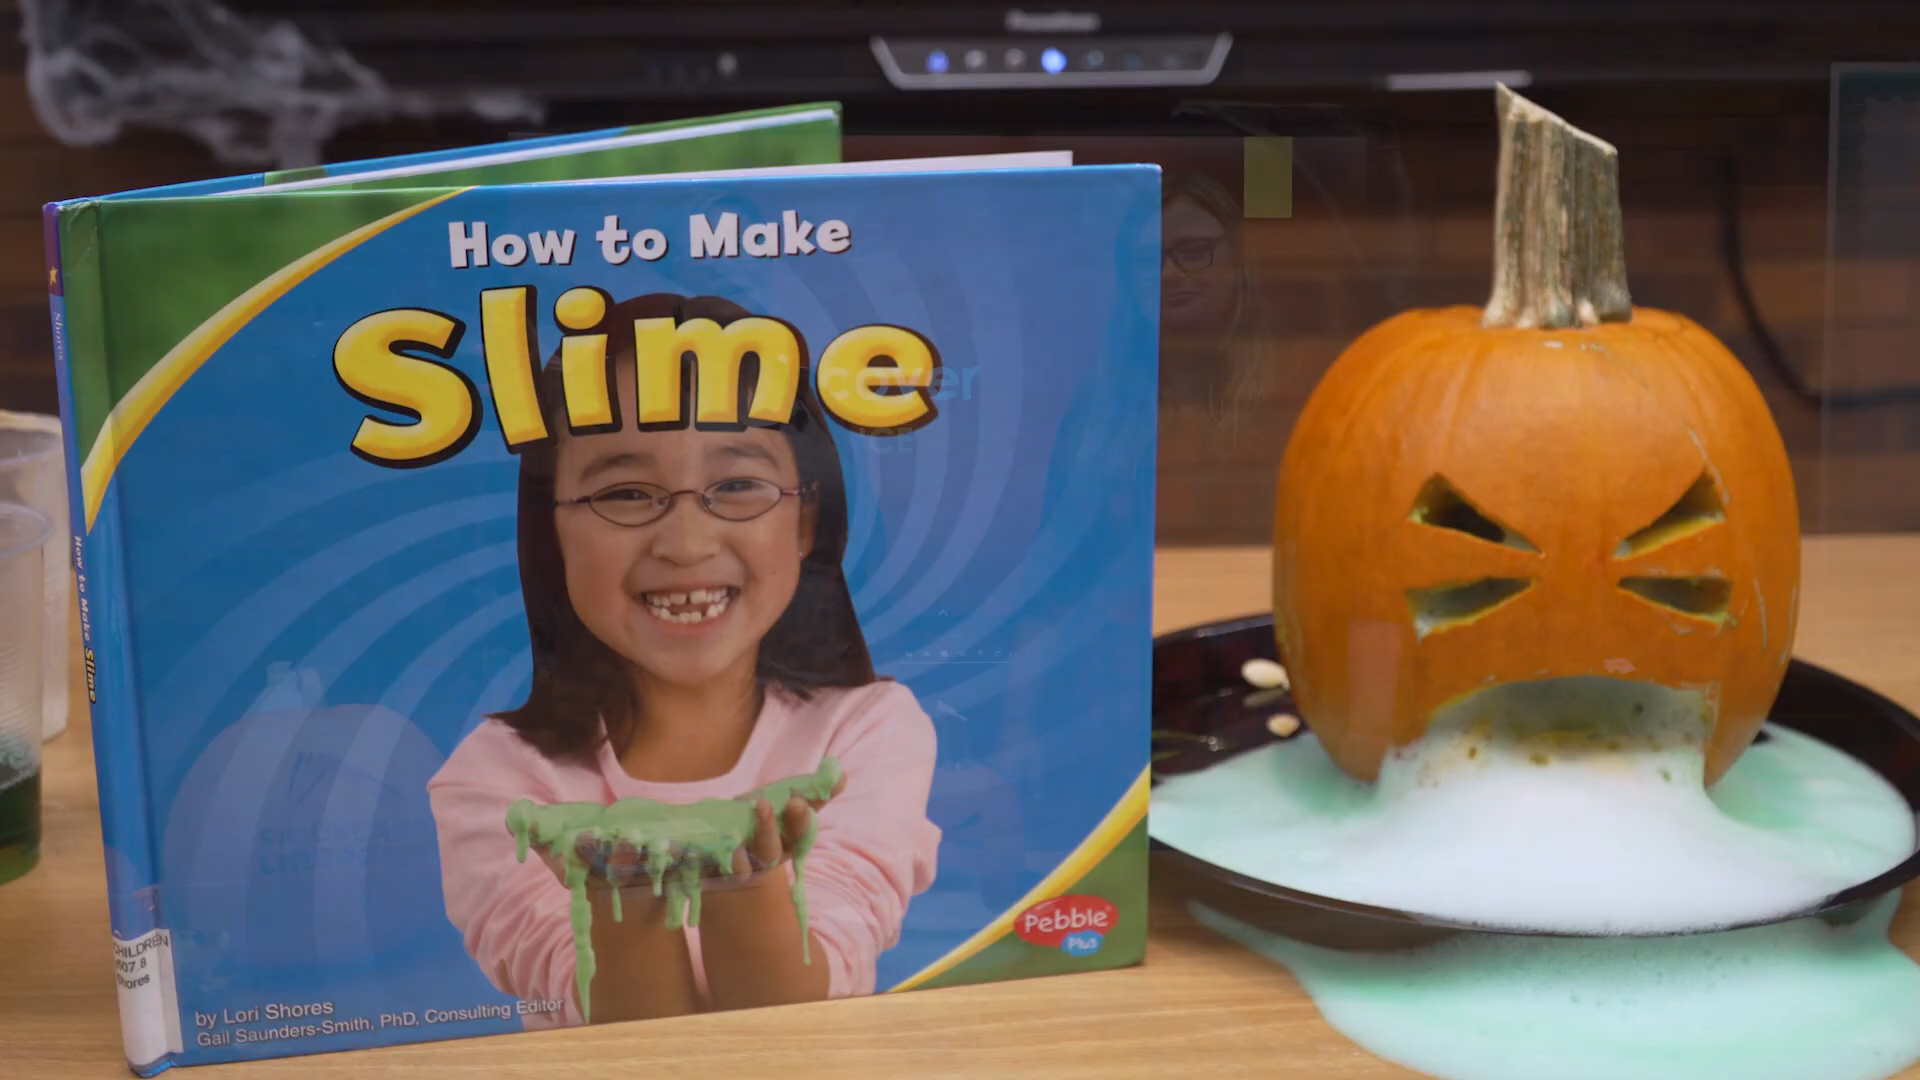 How to Make
Slime
cover
Shores
How to Make Slime
CHILDREN
Shores
Pebble
Plus
by Lori Shores
Gail Saunders-Smith, PhD, Consulting Editor